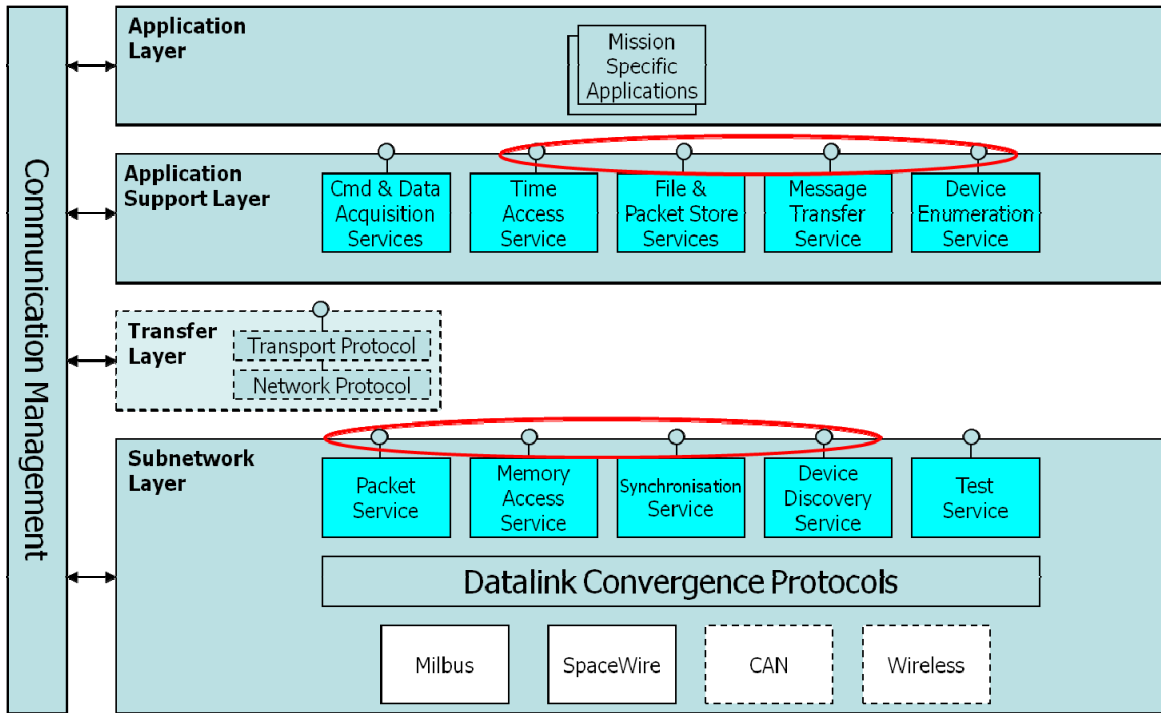 Communication Management
Application
Layer
Mission
Specific
Applications
Application
Support Layer
Cmd & Data
Acquisition
Services
Time
Access
Service
File &
Packet Store
Services
Message
Transfer
Service
Device
Enumeration
Service
Transfer
Layer
Transport Protocol
Network Protocol
Subnetwork
Layer
Packet
Service
Memory
Access
Service
Synchronisation
Service
Device
Discovery
Service
Test
Service
Datalink Convergence Protocols
Milbus
SpaceWire
CAN
Wireless